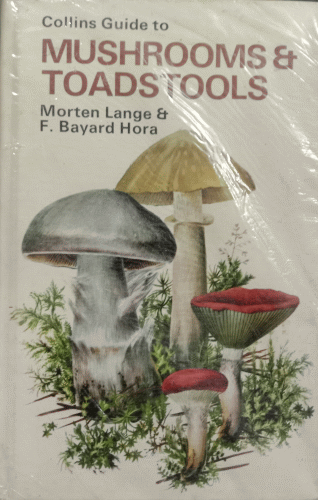 Collins Guide to
MUSHROOMS &
TOADSTOOLS
Morten Lange &
F. Bayard Hora